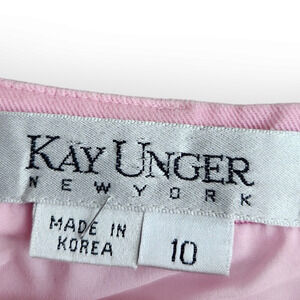 KAY UNGER
NEW YORK
MADE IN
KOREA
10